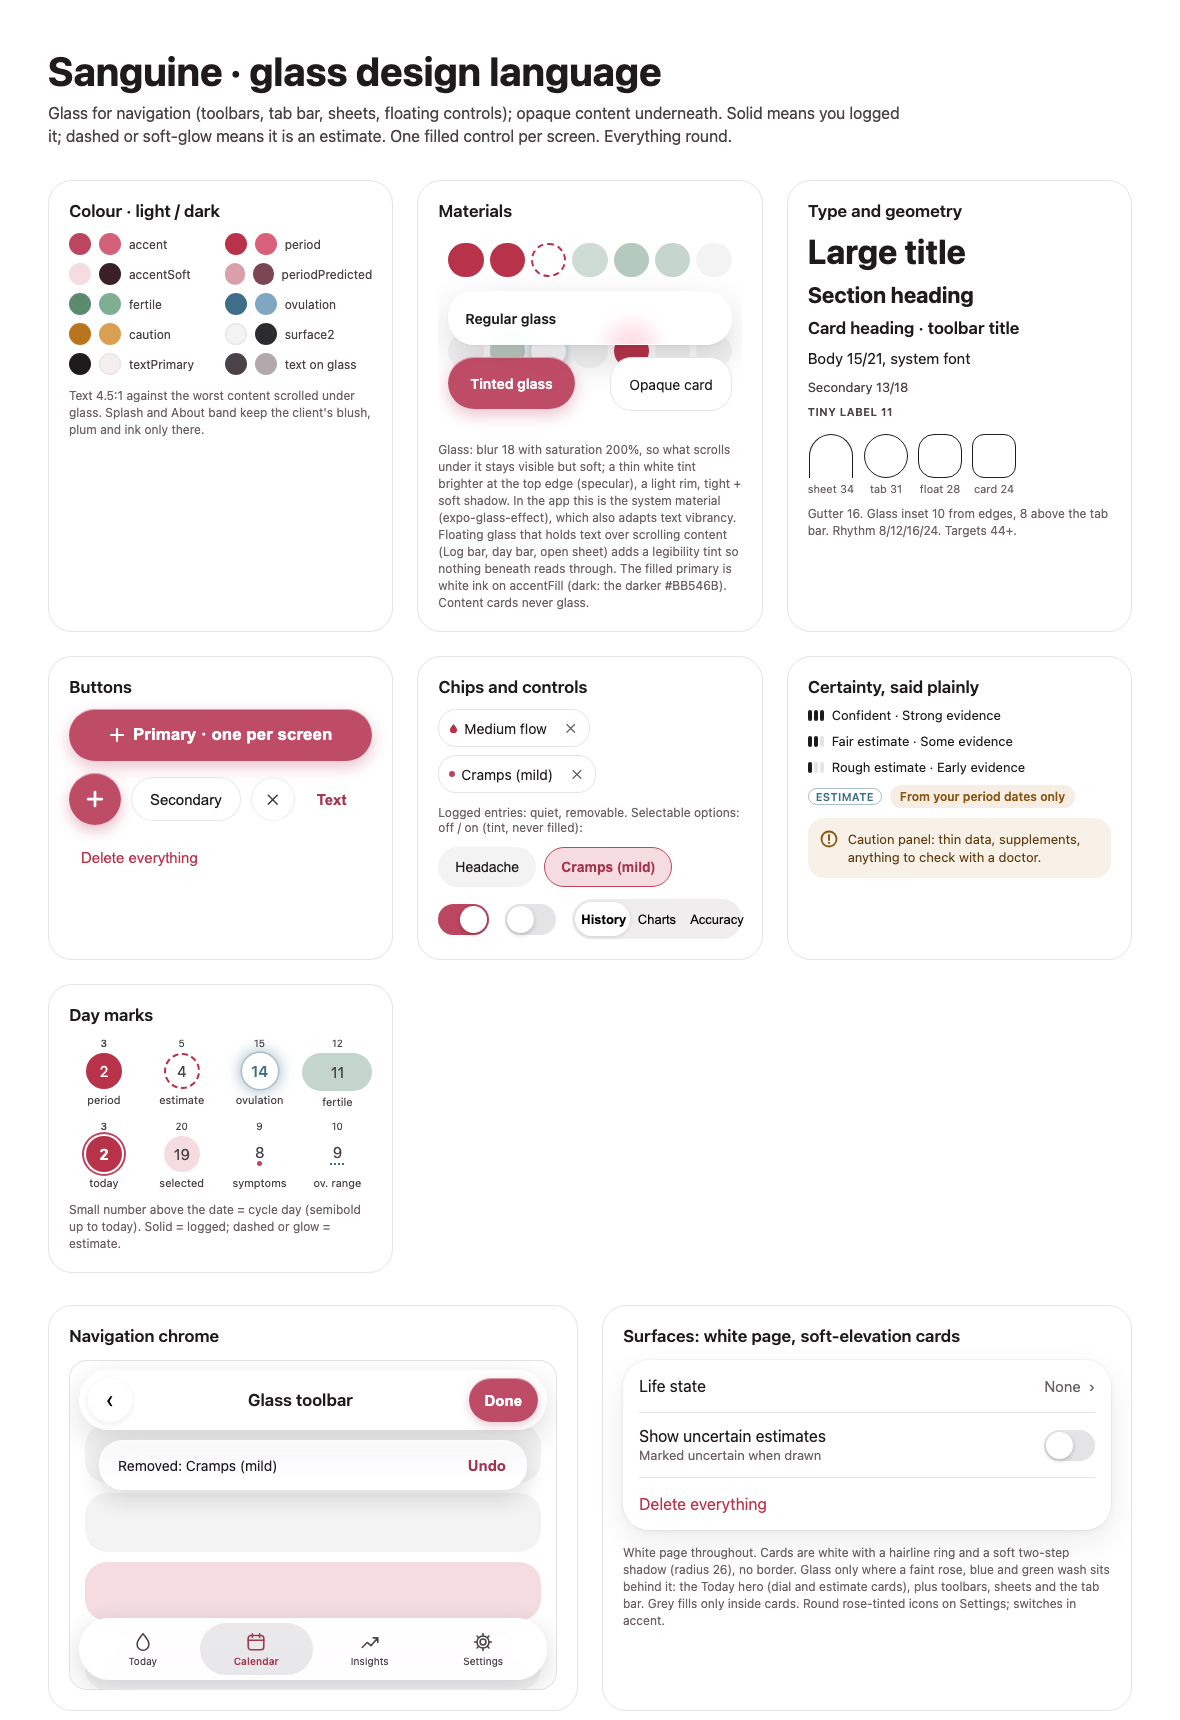 Sanguine · glass design language
Glass for navigation (toolbars, tab bar, sheets, floating controls); opaque content underneath. Solid means you logged
it; dashed or soft-glow means it is an estimate. One filled control per screen. Everything round.
Colour · light / dark
accent
period
accentSoft
periodPredicted
fertile
ovulation
caution
surface2
textPrimary
text on glass
Text 4.5:1 against the worst content scrolled under
glass. Splash and About band keep the client's blush,
plum and ink only there.
Materials
Regular glass
Tinted glass
Opaque card
Glass: blur 18 with saturation 200%, so what scrolls
under it stays visible but soft; a thin white tint
brighter at the top edge (specular), a light rim, tight +
soft shadow. In the app this is the system material
(expo-glass-effect), which also adapts text vibrancy.
Floating glass that holds text over scrolling content
(Log bar, day bar, open sheet) adds a legibility tint so
nothing beneath reads through. The filled primary is
white ink on accentFill (dark: the darker #BB546B).
Content cards never glass.
Type and geometry
Large title
Section heading
Card heading · toolbar title
Body 15/21, system font
Secondary 13/18
TINY LABEL 11
sheet 34
tab 31
float 28
card 24
Gutter 16. Glass inset 10 from edges, 8 above the tab
bar. Rhythm 8/12/16/24. Targets 44+.
Buttons
+ Primary · one per screen
+
Secondary
×
Text
Delete everything
Chips and controls
Medium flow ×
Cramps (mild) ×
Logged entries: quiet, removable. Selectable options:
off / on (tint, never filled):
Headache
Cramps (mild)
History
Charts
Accuracy
Certainty, said plainly
Confident · Strong evidence
Fair estimate · Some evidence
Rough estimate · Early evidence
ESTIMATE
From your period dates only
Caution panel: thin data, supplements,
anything to check with a doctor.
Day marks
3
2
period
5
4
estimate
15
14
ovulation
12
11
fertile
3
2
today
20
19
selected
9
8
symptoms
10
9
ov. range
Small number above the date = cycle day (semibold
up to today). Solid = logged; dashed or glow =
estimate.
Navigation chrome
‹
Glass toolbar
Done
Removed: Cramps (mild)
Undo
Today
Calendar
Insights
Settings
Surfaces: white page, soft-elevation cards
Life state
None ›
Show uncertain estimates
Marked uncertain when drawn
Delete everything
White page throughout. Cards are white with a hairline ring and a soft two-step
shadow (radius 26), no border. Glass only where a faint rose, blue and green wash sits
behind it: the Today hero (dial and estimate cards), plus toolbars, sheets and the tab
bar. Grey fills only inside cards. Round rose-tinted icons on Settings; switches in
accent.